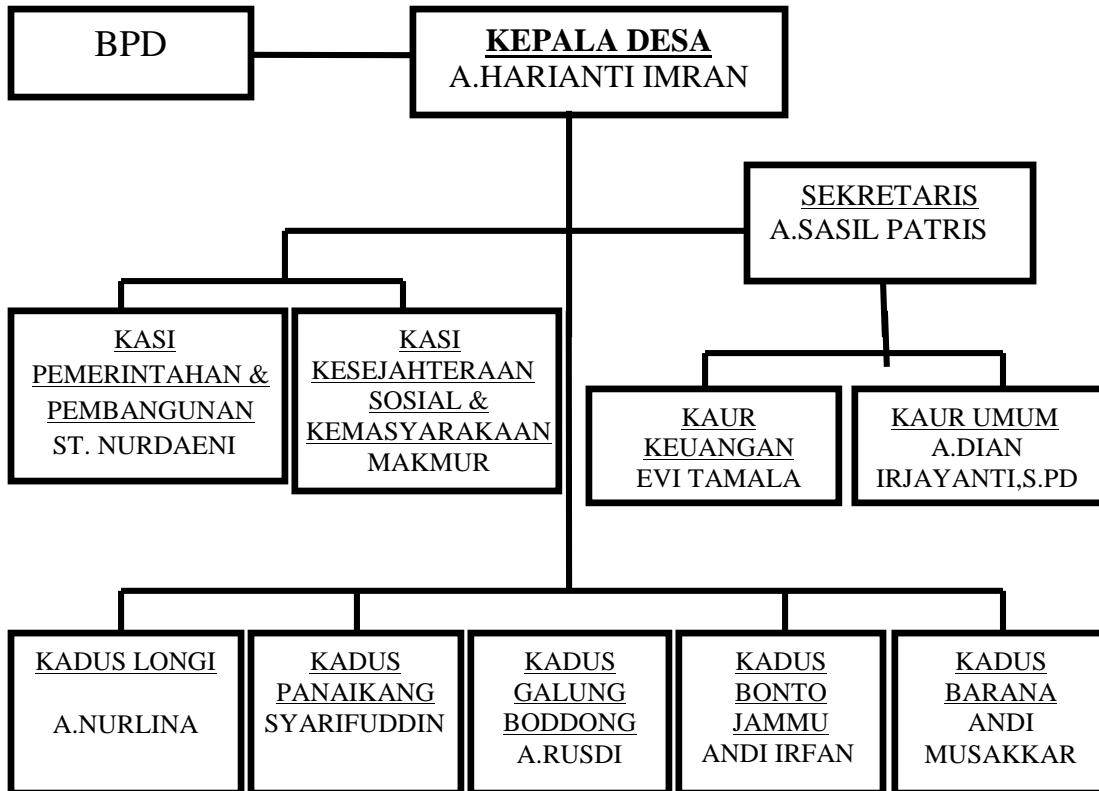 BPD
KEPALA DESA
A.HARIANTI IMRAN
SEKRETARIS
A.SASIL PATRIS
KASI
PEMERINTAHAN &
PEMBANGUNAN
ST. NURDAENI
KASI
KESEJAHTERAAN
SOSIAL &
KEMASYARAKAAN
MAKMUR
KAUR
KEUANGAN
EVI TAMALA
KAUR UMUM
A.DIAN
IRJAYANTI,S.PD
KADUS LONGI
A.NURLINA
KADUS
PANAIKANG
SYARIFUDDIN
KADUS
GALUNG
BODDONG
A.RUSDI
KADUS
BONTO
JAMMU
ANDI IRFAN
KADUS
BARANA
ANDI
MUSAKKAR